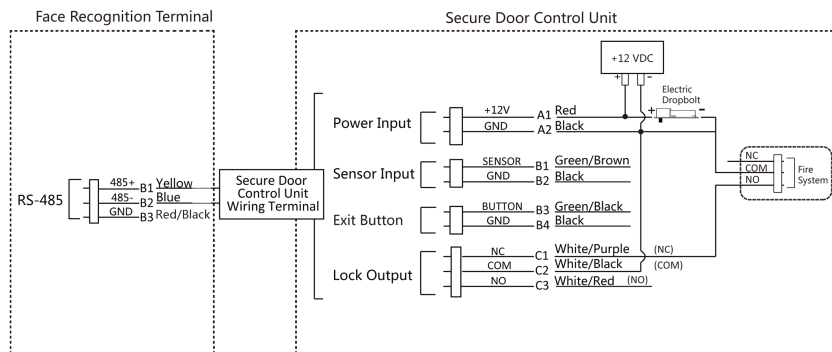 Face Recognition Terminal
Secure Door Control Unit
+12 VDC
+ -
Electric
Dropbolt
+ -
Power Input
+12V A1 Red
GND A2 Black
Sensor Input
SENSOR B1 Green/Brown
GND B2 Black
Exit Button
BUTTON B3 Green/Black
GND B4 Black
Lock Output
NC C1 White/Purple (NC)
COM C2 White/Black (COM)
NO C3 White/Red (NO)
RS-485
485+ B1 Yellow
485- B2 Blue
GND B3 Red/Black
Secure Door
Control Unit
Wiring Terminal
NC
COM
NO
Fire
System